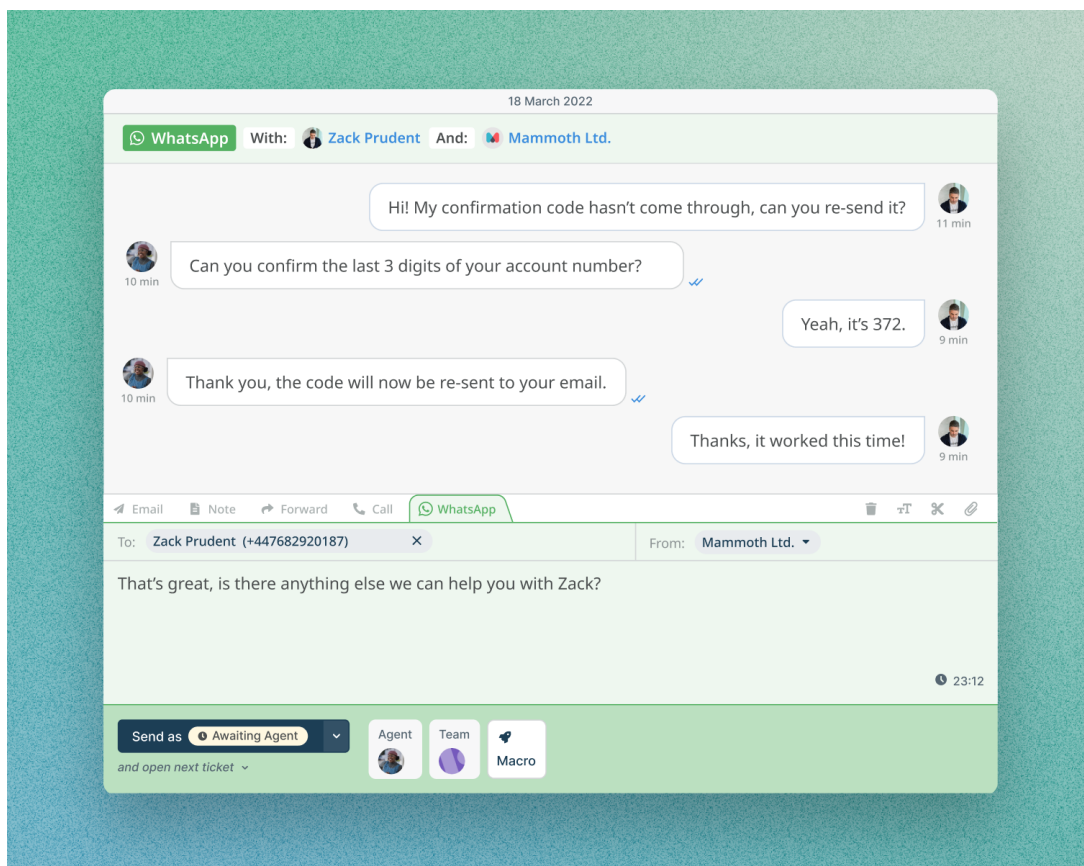 18 March 2022
WhatsApp With: Zack Prudent And: Mammoth Ltd.
Hi! My confirmation code hasn't come through, can you re-send it?
11 min
Can you confirm the last 3 digits of your account number?
10 min
Yeah, it's 372.
9 min
Thank you, the code will now be re-sent to your email.
10 min
Thanks, it worked this time!
9 min
Email Note Forward Call WhatsApp
To: Zack Prudent (+447682920187) From: Mammoth Ltd.
That's great, is there anything else we can help you with Zack?
23:12
Send as Awaiting Agent Agent Team
Macro
and open next ticket